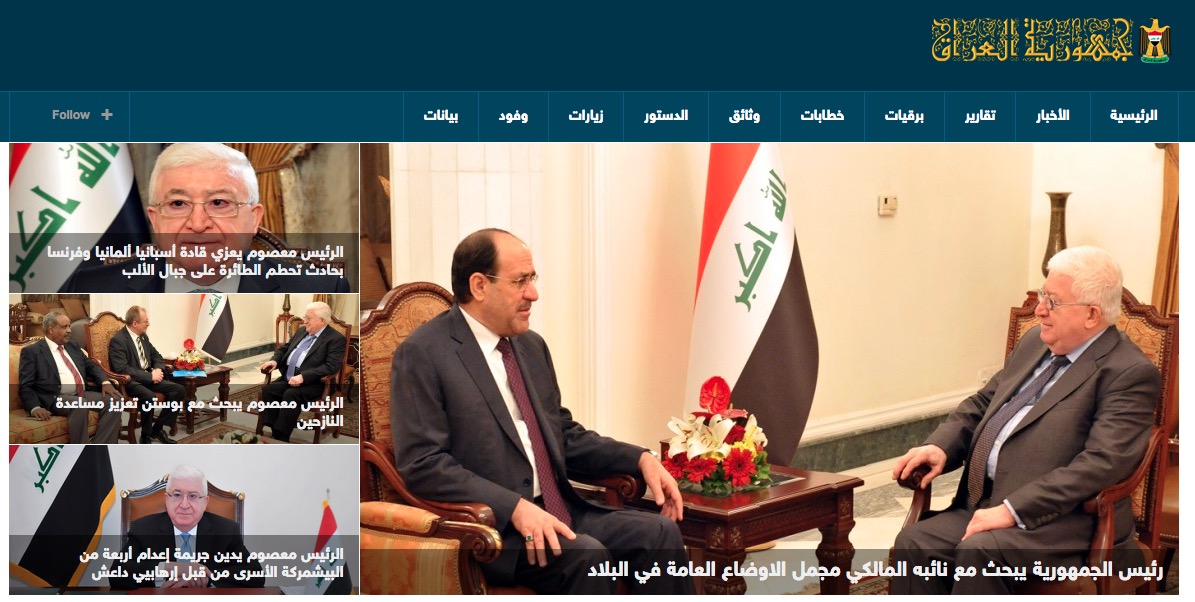 جمهورية العراق
الرئيسية
الأخبار
تقارير
برقيات
خطابات
وثائق
الدستور
زيارات
وفود
بيانات
Follow
رئيس الجمهورية يبحث مع نائبه المالكي مجمل الاوضاع العامة في البلاد
الرئيس معصوم يعزي قادة أسبانيا ألمانيا وفرنسا
بحادث تحطم الطائرة على جبال الألب
الرئيس معصوم يبحث مع بوستن تعزيز مساعدة
النازحين
الرئيس معصوم يدين جريمة إعدام أربعة من
البيشمركة الأسرى من قبل إرهابيي داعش